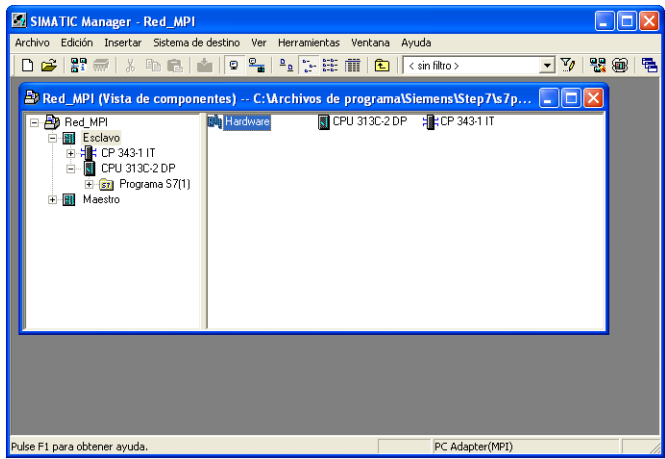 SIMATIC Manager - Red_MPI
Archivo Edición Insertar Sistema de destino Ver Herramientas Ventana Ayuda
< sin filtro >
Red_MPI (Vista de componentes) -- C:\Archivos de programa\Siemens\Step7\s7p...
Red_MPI
Esclavo
CP 343-1 IT
CPU 313C-2 DP
Programa S7(1)
Maestro
Hardware CPU 313C-2 DP CP 343-1 IT
Pulse F1 para obtener ayuda. PC Adapter(MPI)